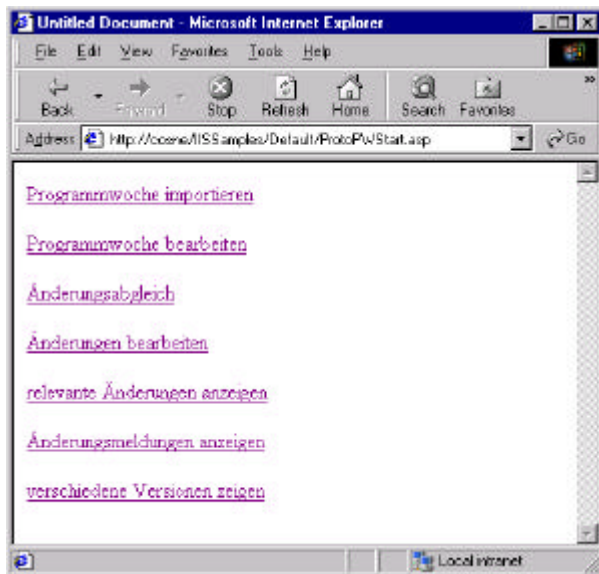 Untitled Document - Microsoft Internet Explorer
File Edit View Favorites Tools Help
Back Forward Stop Refresh Home Search Favorites »
Address http://cosne/IISSamples/Default/ProtoPWStart.asp Go
Programmwoche importieren
Programmwoche bearbeiten
Änderungsabgleich
Änderungen bearbeiten
relevante Änderungen anzeigen
Änderungsmeldungen anzeigen
verschiedene Versionen zeigen
Local intranet